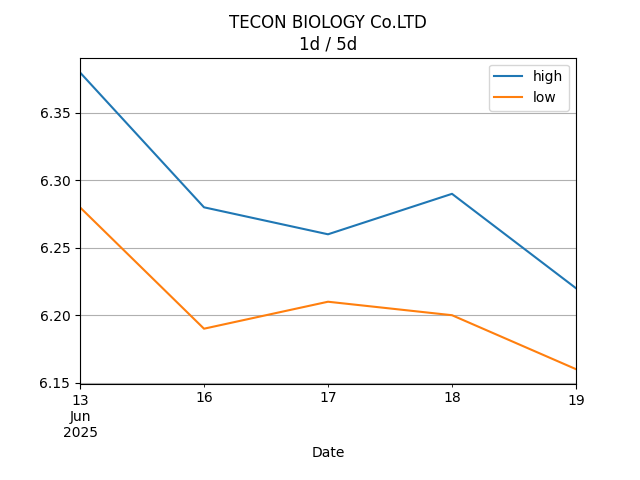 TECON BIOLOGY Co.LTD
1d / 5d
high
low
6.35
6.30
6.25
6.20
6.15
13 16 17 18 19
Jun
2025
Date